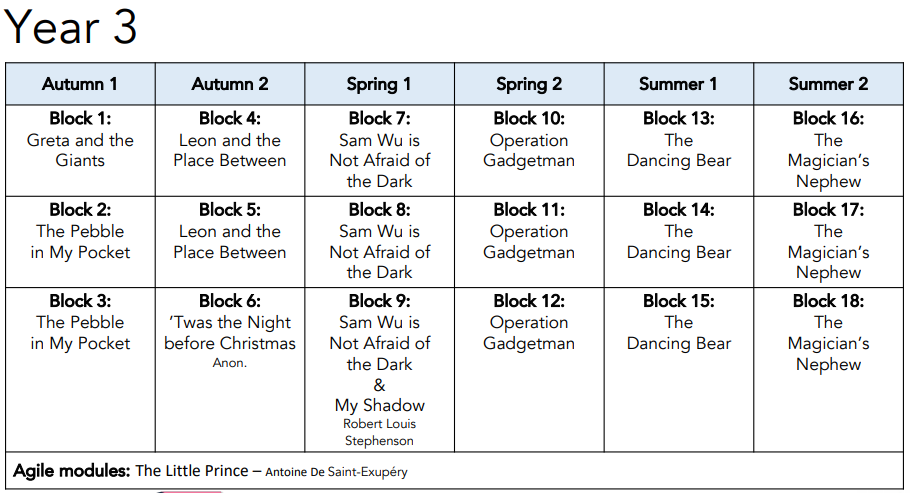 Year 3
Autumn 1
Autumn 2
Spring 1
Spring 2
Summer 1
Summer 2
Block 1:
Greta and the
Giants
Block 4:
Leon and the
Place Between
Block 7:
Sam Wu is
Not Afraid of
the Dark
Block 10:
Operation
Gadgetman
Block 13:
The
Dancing Bear
Block 16:
The
Magician’s
Nephew
Block 2:
The Pebble
in My Pocket
Block 5:
Leon and the
Place Between
Block 8:
Sam Wu is
Not Afraid of
the Dark
Block 11:
Operation
Gadgetman
Block 14:
The
Dancing Bear
Block 17:
The
Magician’s
Nephew
Block 3:
The Pebble
in My Pocket
Block 6:
’Twas the Night
before Christmas
Anon.
Block 9:
Sam Wu is
Not Afraid of
the Dark
&
My Shadow
Robert Louis
Stephenson
Block 12:
Operation
Gadgetman
Block 15:
The
Dancing Bear
Block 18:
The
Magician’s
Nephew
Agile modules: The Little Prince – Antoine De Saint-Exupéry